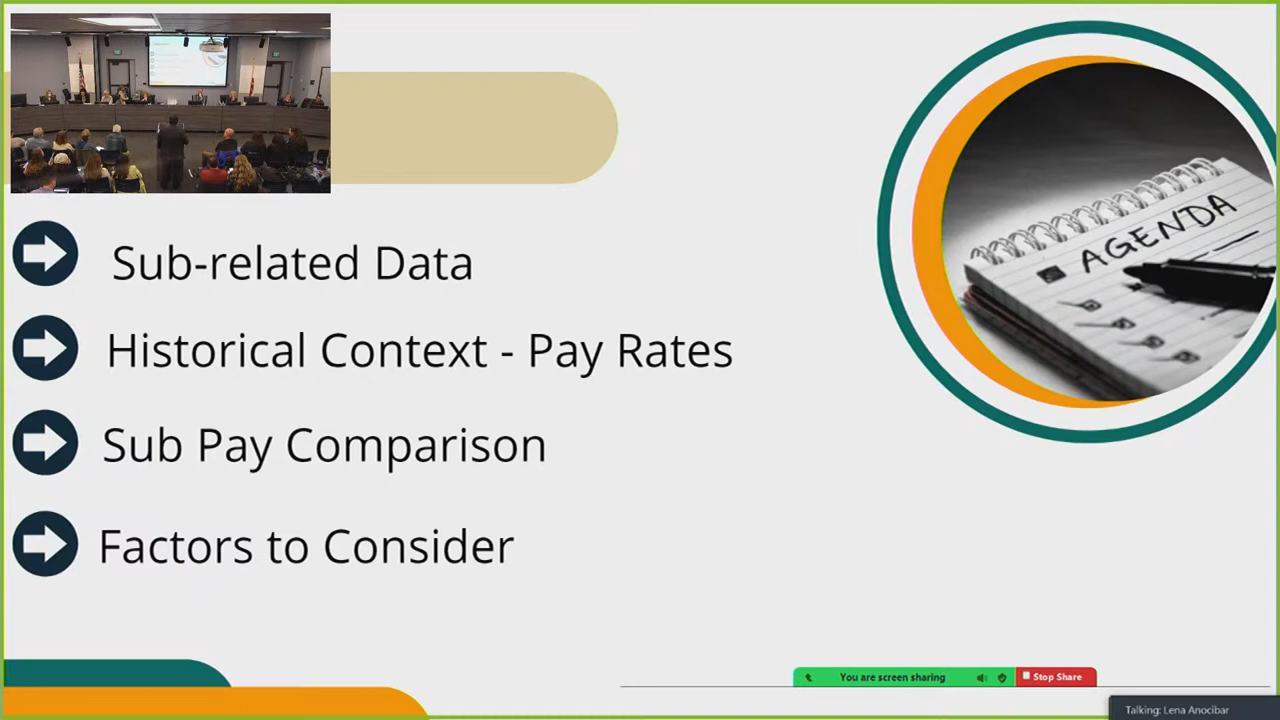 Sub-related Data
Historical Context - Pay Rates
Sub Pay Comparison
Factors to Consider
AGENDA
You are screen sharing
Stop Share
Talking: Lena Anocibar